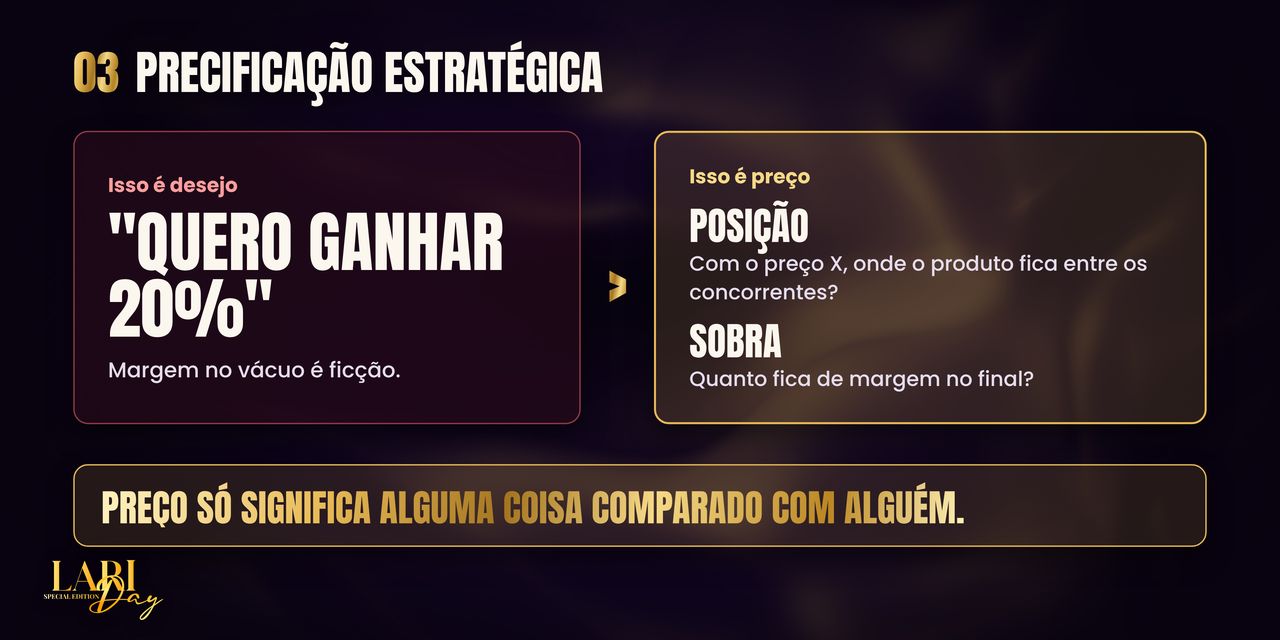 03 PRECIFICAÇÃO ESTRATÉGICA
Isso é desejo
"QUERO GANHAR
20%"
Margem no vácuo é ficção.
>
Isso é preço
POSIÇÃO
Com o preço X, onde o produto fica entre os
concorrentes?
SOBRA
Quanto fica de margem no final?
PREÇO SÓ SIGNIFICA ALGUMA COISA COMPARADO COM ALGUÉM.
LABI
SPECIAL EDITION Day